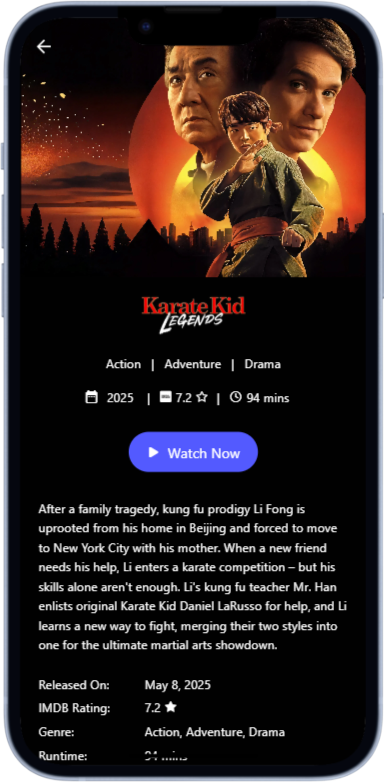 Karate Kid
LEGENDS
Action | Adventure | Drama
2025 | 7.2 | 94 mins
Watch Now
After a family tragedy, kung fu prodigy Li Fong is
uprooted from his home in Beijing and forced to move
to New York City with his mother. When a new friend
needs his help, Li enters a karate competition – but his
skills alone aren't enough. Li's kung fu teacher Mr. Han
enlists original Karate Kid Daniel LaRusso for help, and Li
learns a new way to fight, merging their two styles into
one for the ultimate martial arts showdown.
Released On: May 8, 2025
IMDB Rating: 7.2
Genre: Action, Adventure, Drama
Runtime: 94 mins